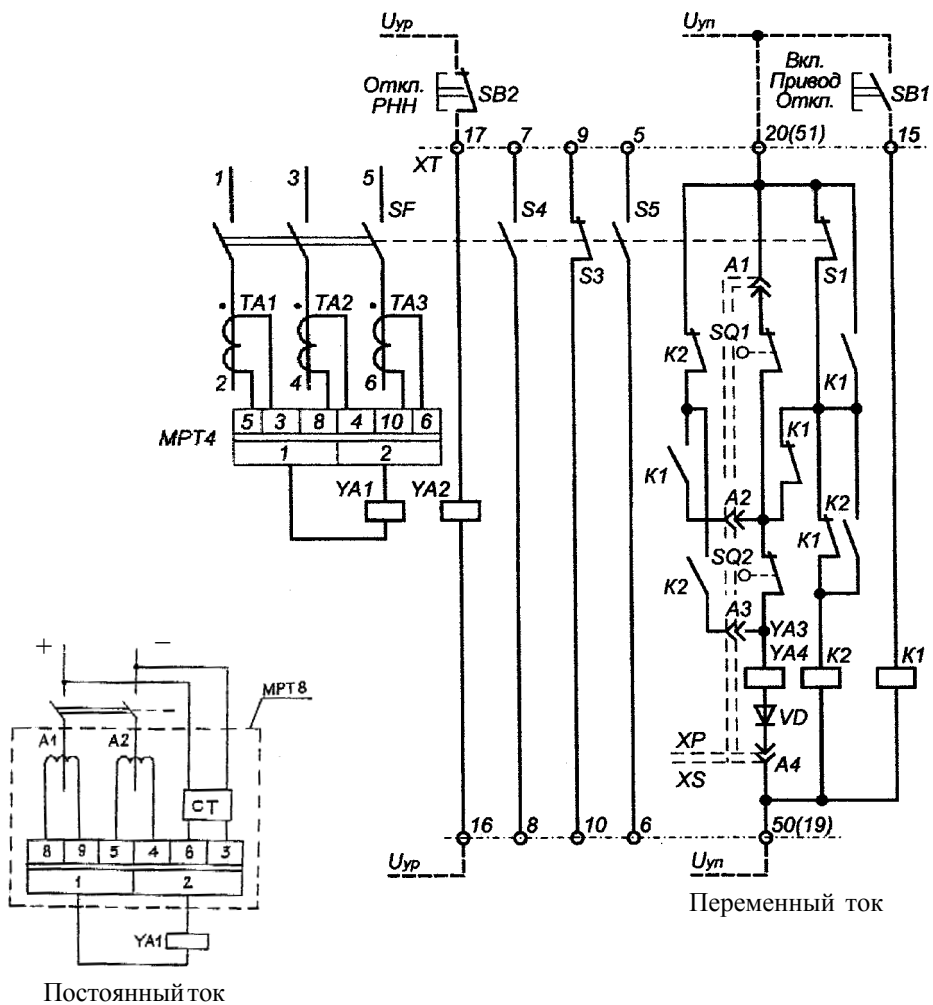 Uур
Uуп
Откл.
РНН
SB2
Вкл.
Привод
Откл.
SB1
17
7
9
5
20(51)
15
XT
1
3
5
SF
S4
S3
S5
A1
S1
TA1
TA2
TA3
SQ1
K2
K1
2
4
6
5 3 8 4 10 6
МРТ4
1 2
K1
K1
YA1
YA2
A2
K2
K1
SQ2
K2
A3
YA3
YA4
K2
K1
VD
XP
XS
A4
16
8
10
6
50(19)
Uур
Uуп
Переменный ток
+
−
МРТ8
A1
A2
СТ
8 9 5 4 6 3
1 2
YA1
Постоянный ток